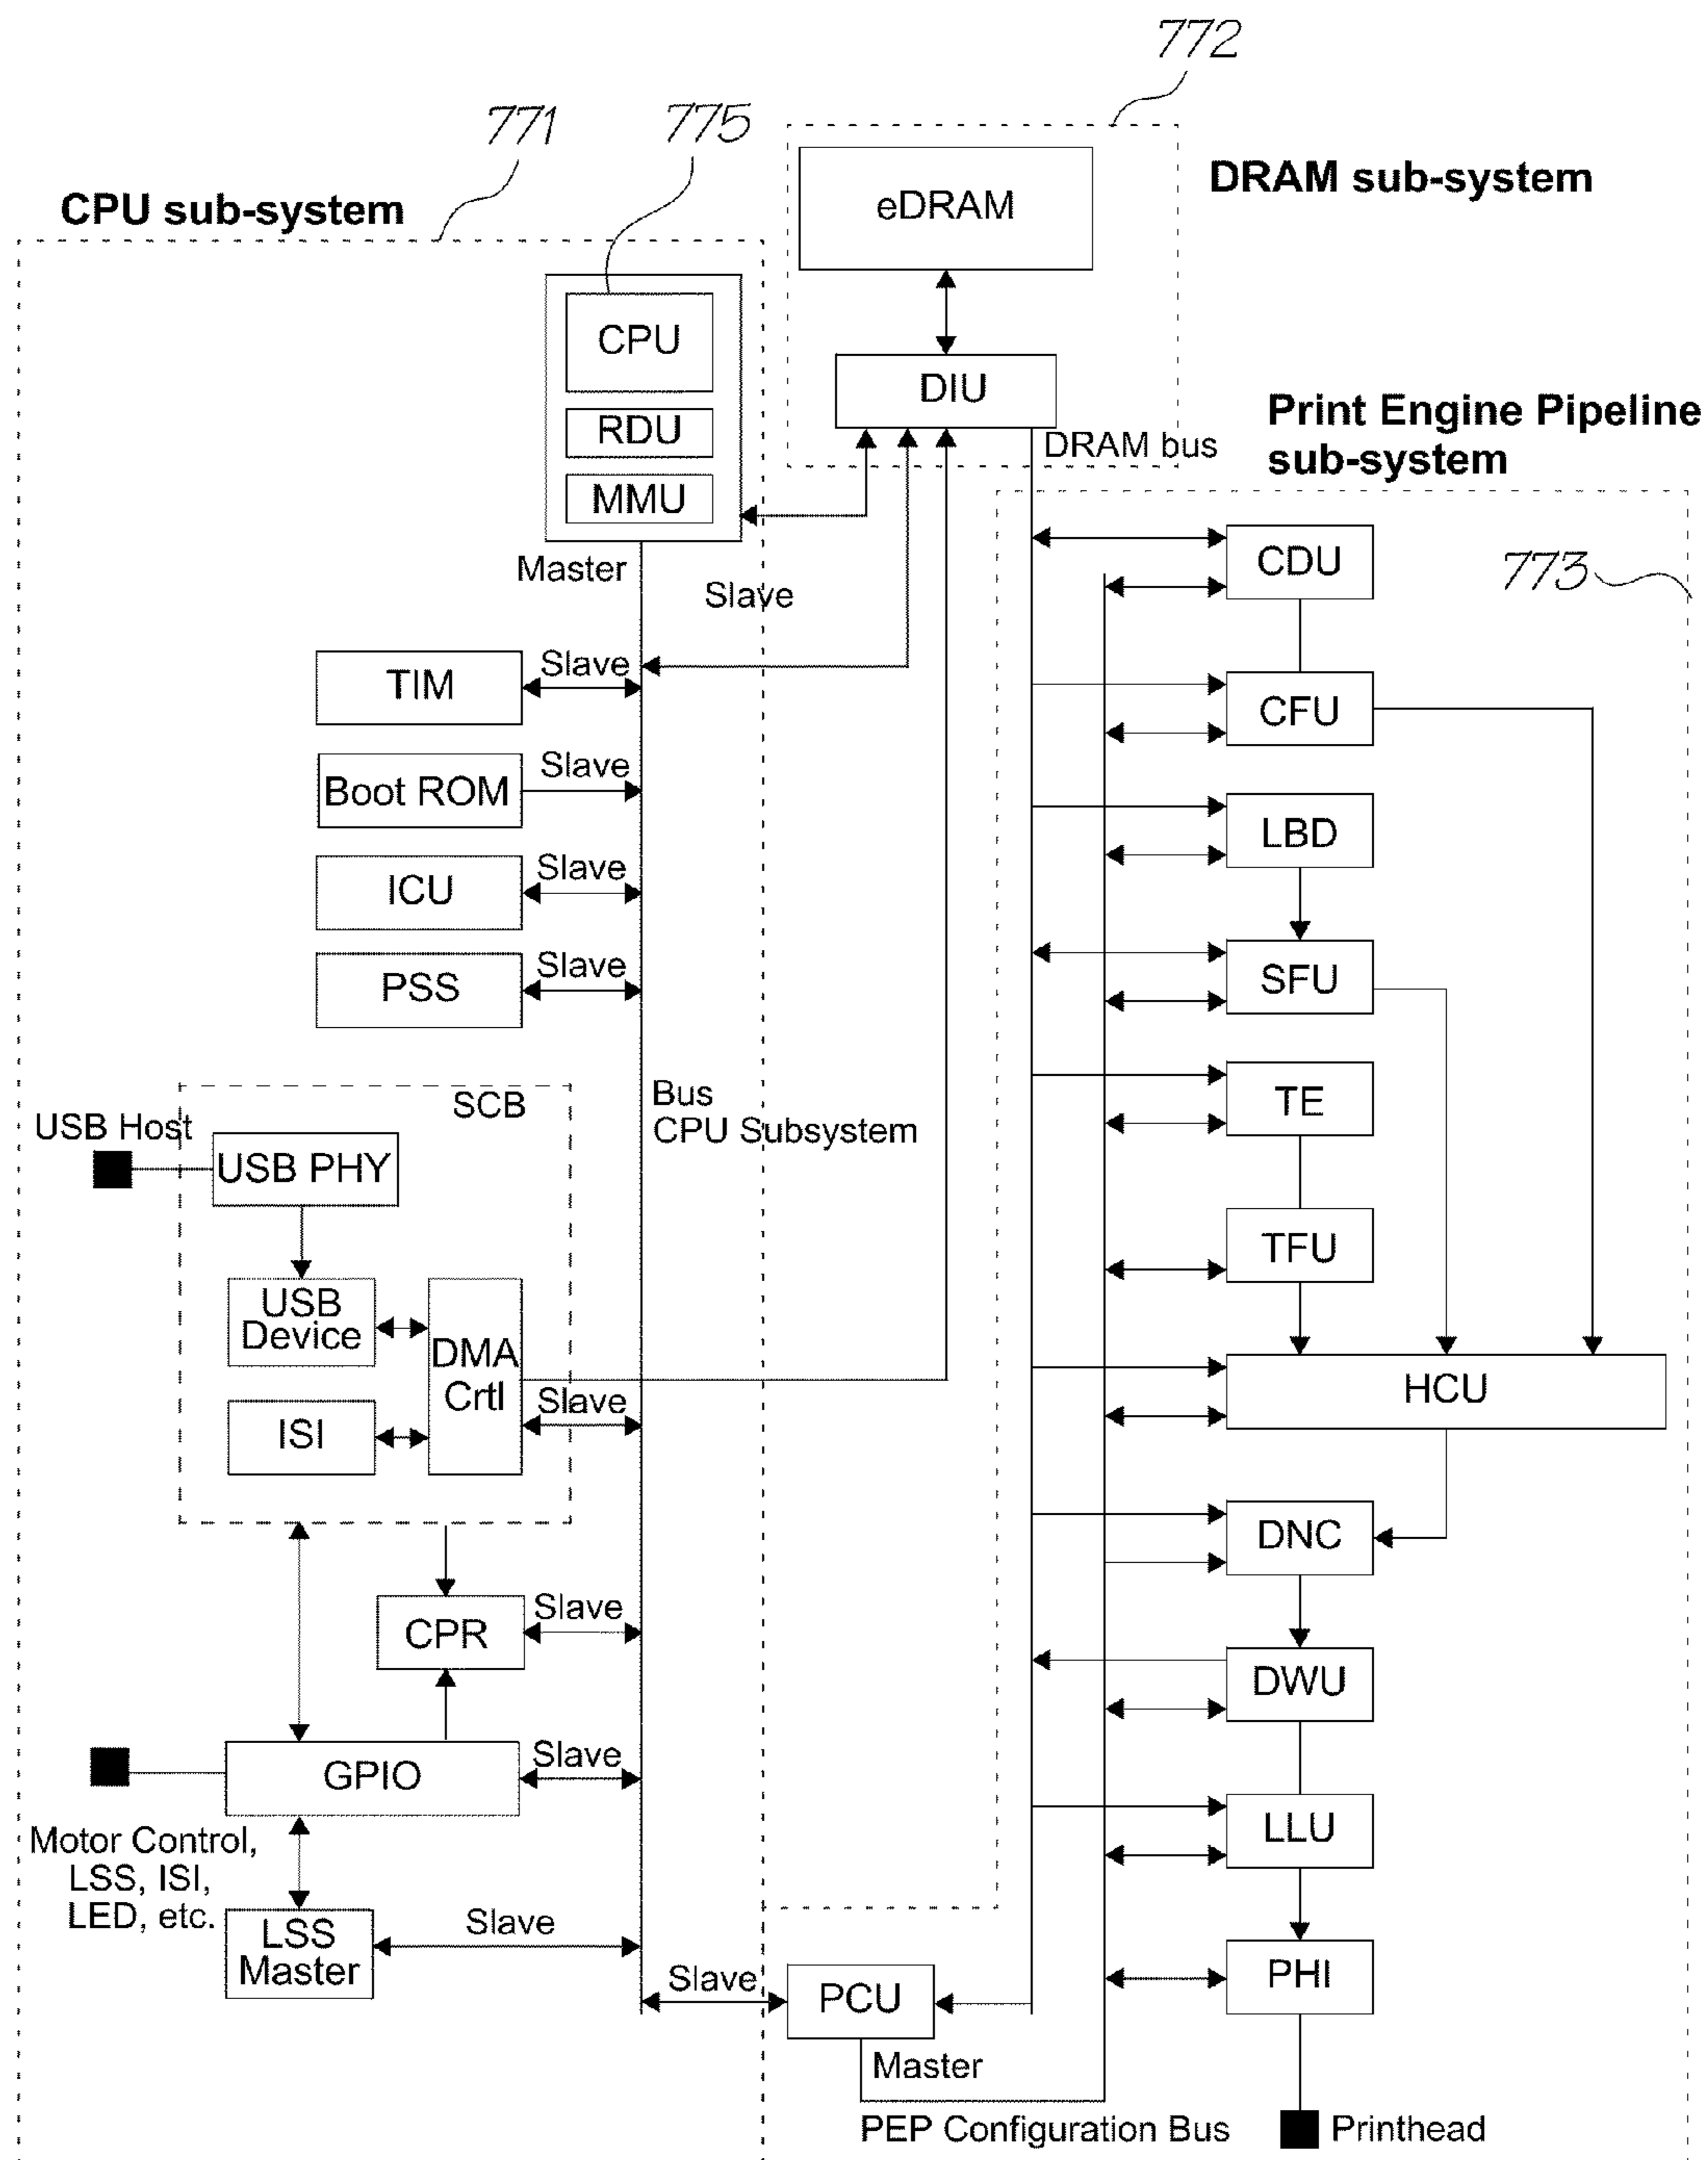 772
771
775
DRAM sub-system
CPU sub-system
eDRAM
CPU
DIU
RDU
DRAM bus
MMU
Print Engine Pipeline
sub-system
Master
Slave
CDU
773
TIM
Slave
CFU
Boot ROM
Slave
LBD
ICU
Slave
PSS
Slave
SFU
SCB
Bus
CPU Subsystem
TE
USB Host
USB PHY
TFU
USB
Device
DMA
Crtl
Slave
HCU
ISI
DNC
CPR
Slave
DWU
GPIO
Slave
Motor Control,
LSS, ISI,
LED, etc.
LLU
LSS
Master
Slave
Slave
PCU
PHI
Master
PEP Configuration Bus
Printhead